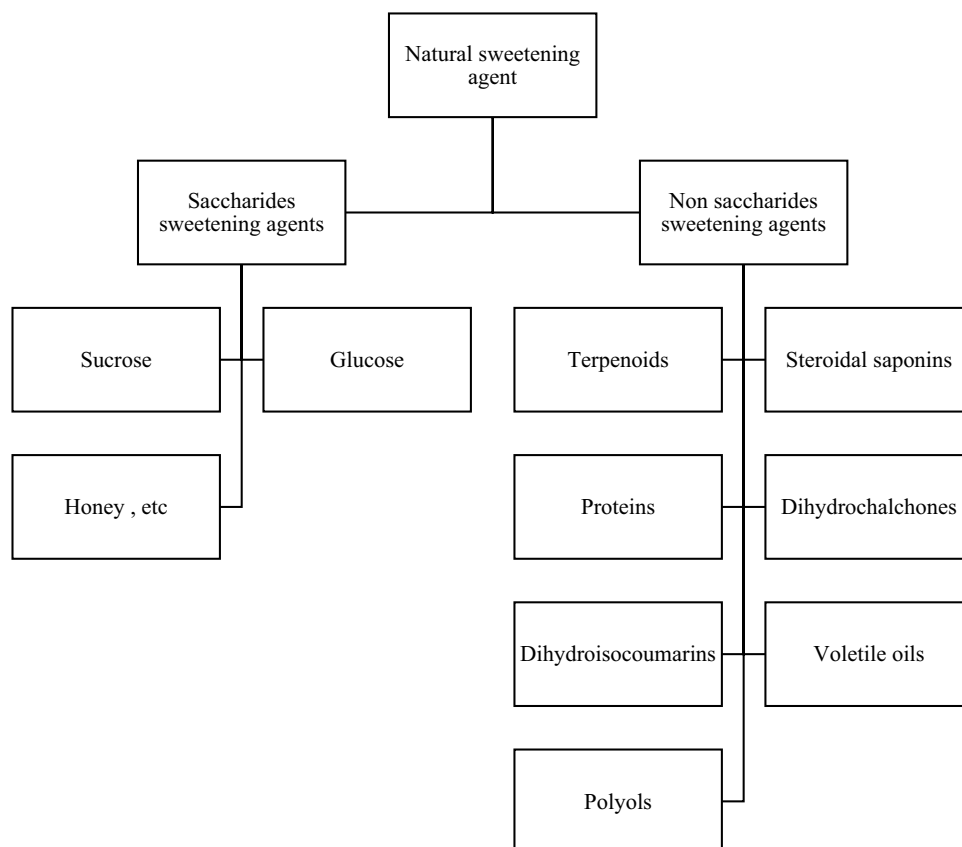 Natural sweetening
agent
Saccharides
sweetening agents
Non saccharides
sweetening agents
Sucrose
Glucose
Terpenoids
Steroidal saponins
Honey , etc
Proteins
Dihydrochalchones
Dihydroisocoumarins
Voletile oils
Polyols